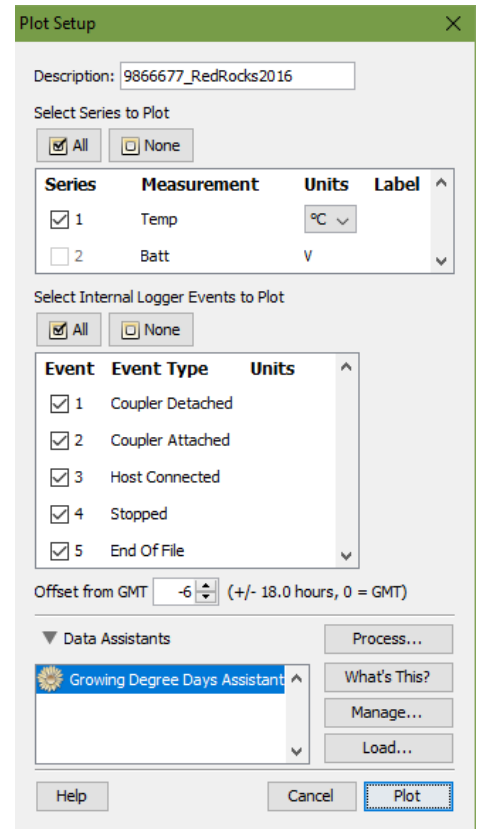 Plot Setup
Description: 9866677_RedRocks2016
Select Series to Plot
All None
Series Measurement Units Label
1 Temp °C
2 Batt V
Select Internal Logger Events to Plot
All None
Event Event Type Units
1 Coupler Detached
2 Coupler Attached
3 Host Connected
4 Stopped
5 End Of File
Offset from GMT -6 (+/- 18.0 hours, 0 = GMT)
Data Assistants Process...
Growing Degree Days Assistant What's This?
Manage...
Load...
Help Cancel Plot